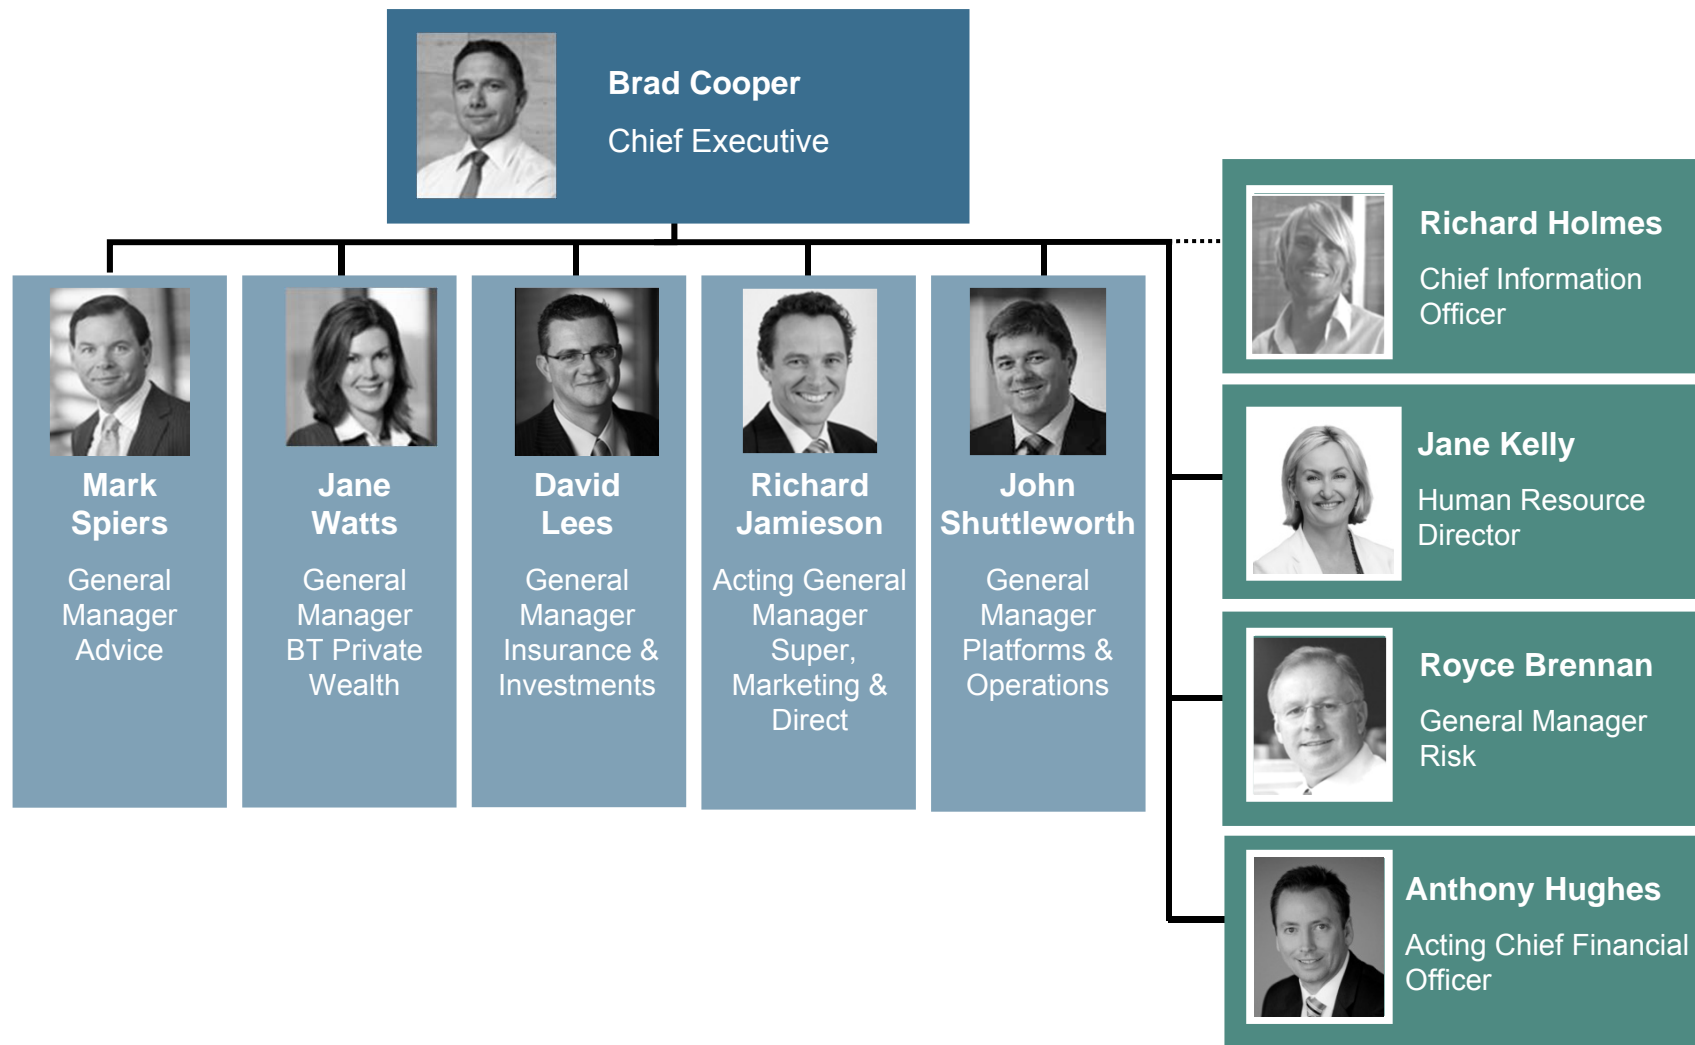 Brad Cooper
Chief Executive
Richard Holmes
Chief Information
Officer
Jane Kelly
Human Resource
Director
Royce Brennan
General Manager
Risk
Anthony Hughes
Acting Chief Financial
Officer
Mark
Spiers
General
Manager
Advice
Jane
Watts
General
Manager
BT Private
Wealth
David
Lees
General
Manager
Insurance &
Investments
Richard
Jamieson
Acting General
Manager
Super,
Marketing &
Direct
John
Shuttleworth
General
Manager
Platforms &
Operations